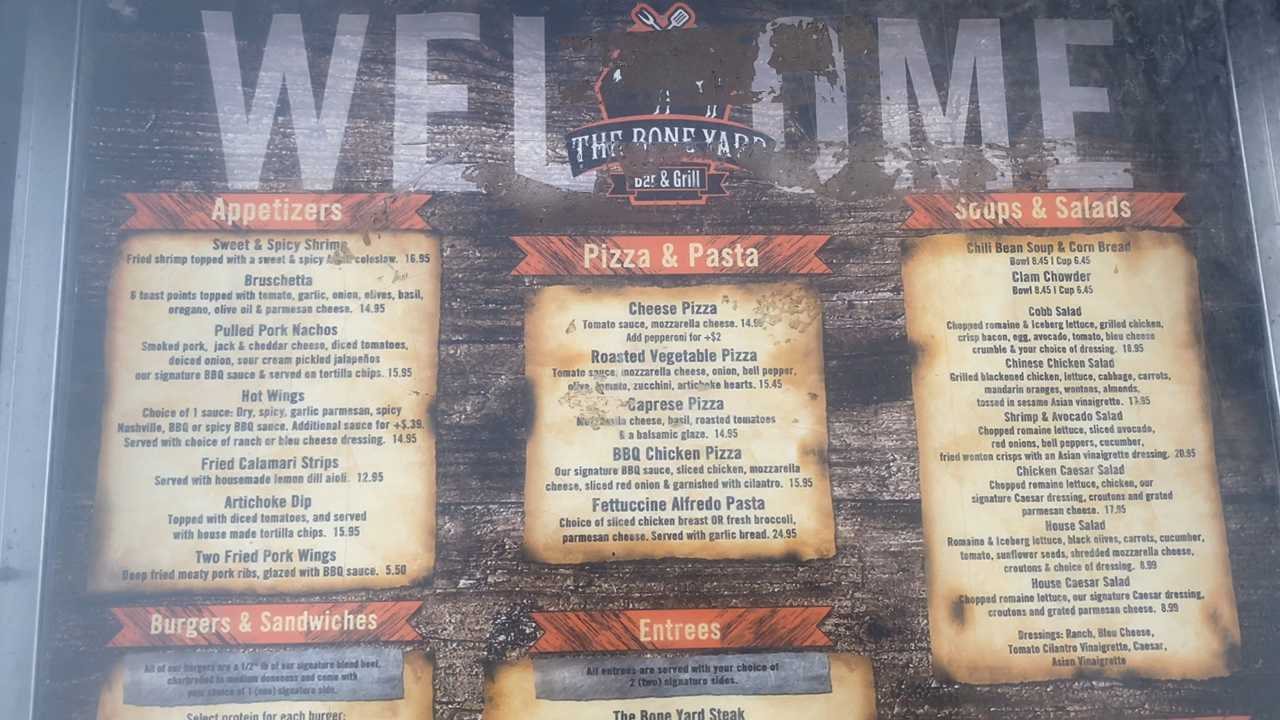 WELCOME
THE BONE YARD
Bar & Grill
Appetizers
Sweet & Spicy Shrimp
Fried shrimp topped with a sweet & spicy coleslaw. 16.95
Bruschetta
6 toast points topped with tomato, garlic, onion, olives, basil,
oregano, olive oil & parmesan cheese. 14.95
Pulled Pork Nachos
Smoked pork, jack & cheddar cheese, diced tomatoes,
deiced onion, sour cream pickled jalapeños
our signature BBQ sauce & served on tortilla chips. 15.95
Hot Wings
Choice of 1 sauce: Dry, spicy, garlic parmesan, spicy
Nashville, BBQ or spicy BBQ sauce. Additional sauce for +$.39.
Served with choice of ranch or bleu cheese dressing. 14.95
Fried Calamari Strips
Served with housemade lemon dill aioli. 12.95
Artichoke Dip
Topped with diced tomatoes, and served
with house made tortilla chips. 15.95
Two Fried Pork Wings
Deep fried meaty pork ribs, glazed with BBQ sauce. 5.50
Burgers & Sandwiches
All of our burgers are a 1/2" lb of our signature blend beef,
charbroiled to medium doneness and come with
your choice of 1 (one) signature side.
Select protein for each burger:
Pizza & Pasta
Cheese Pizza
Tomato sauce, mozzarella cheese. 14.95
Add pepperoni for +$2
Roasted Vegetable Pizza
Tomato sauce, mozzarella cheese, onion, bell pepper,
olive, tomato, zucchini, artichoke hearts. 15.45
Caprese Pizza
Mozzarella cheese, basil, roasted tomatoes
& a balsamic glaze. 14.95
BBQ Chicken Pizza
Our signature BBQ sauce, sliced chicken, mozzarella
cheese, sliced red onion & garnished with cilantro. 15.95
Fettuccine Alfredo Pasta
Choice of sliced chicken breast OR fresh broccoli,
parmesan cheese. Served with garlic bread. 24.95
Entrees
All entrees are served with your choice of
2 (two) signature sides.
The Bone Yard Steak
Soups & Salads
Chili Bean Soup & Corn Bread
Bowl 8.45 I Cup 6.45
Clam Chowder
Bowl 8.45 I Cup 6.45
Cobb Salad
Chopped romaine & Iceberg lettuce, grilled chicken,
crisp bacon, egg, avocado, tomato, bleu cheese
crumble & your choice of dressing. 18.95
Chinese Chicken Salad
Grilled blackened chicken, lettuce, cabbage, carrots,
mandarin oranges, wontons, almonds,
tossed in sesame Asian vinaigrette. 17.95
Shrimp & Avocado Salad
Chopped romaine lettuce, sliced avocado,
red onions, bell peppers, cucumber,
fried wonton crisps with an Asian vinaigrette dressing. 20.95
Chicken Caesar Salad
Chopped romaine lettuce, chicken, our
signature Caesar dressing, croutons and grated
parmesan cheese. 17.95
House Salad
Romaine & Iceberg lettuce, black olives, carrots, cucumber,
tomato, sunflower seeds, shredded mozzarella cheese,
croutons & choice of dressing. 8.99
House Caesar Salad
Chopped romaine lettuce, our signature Caesar dressing,
croutons and grated parmesan cheese. 8.99
Dressings: Ranch, Bleu Cheese,
Tomato Cilantro Vinaigrette, Caesar,
Asian Vinaigrette